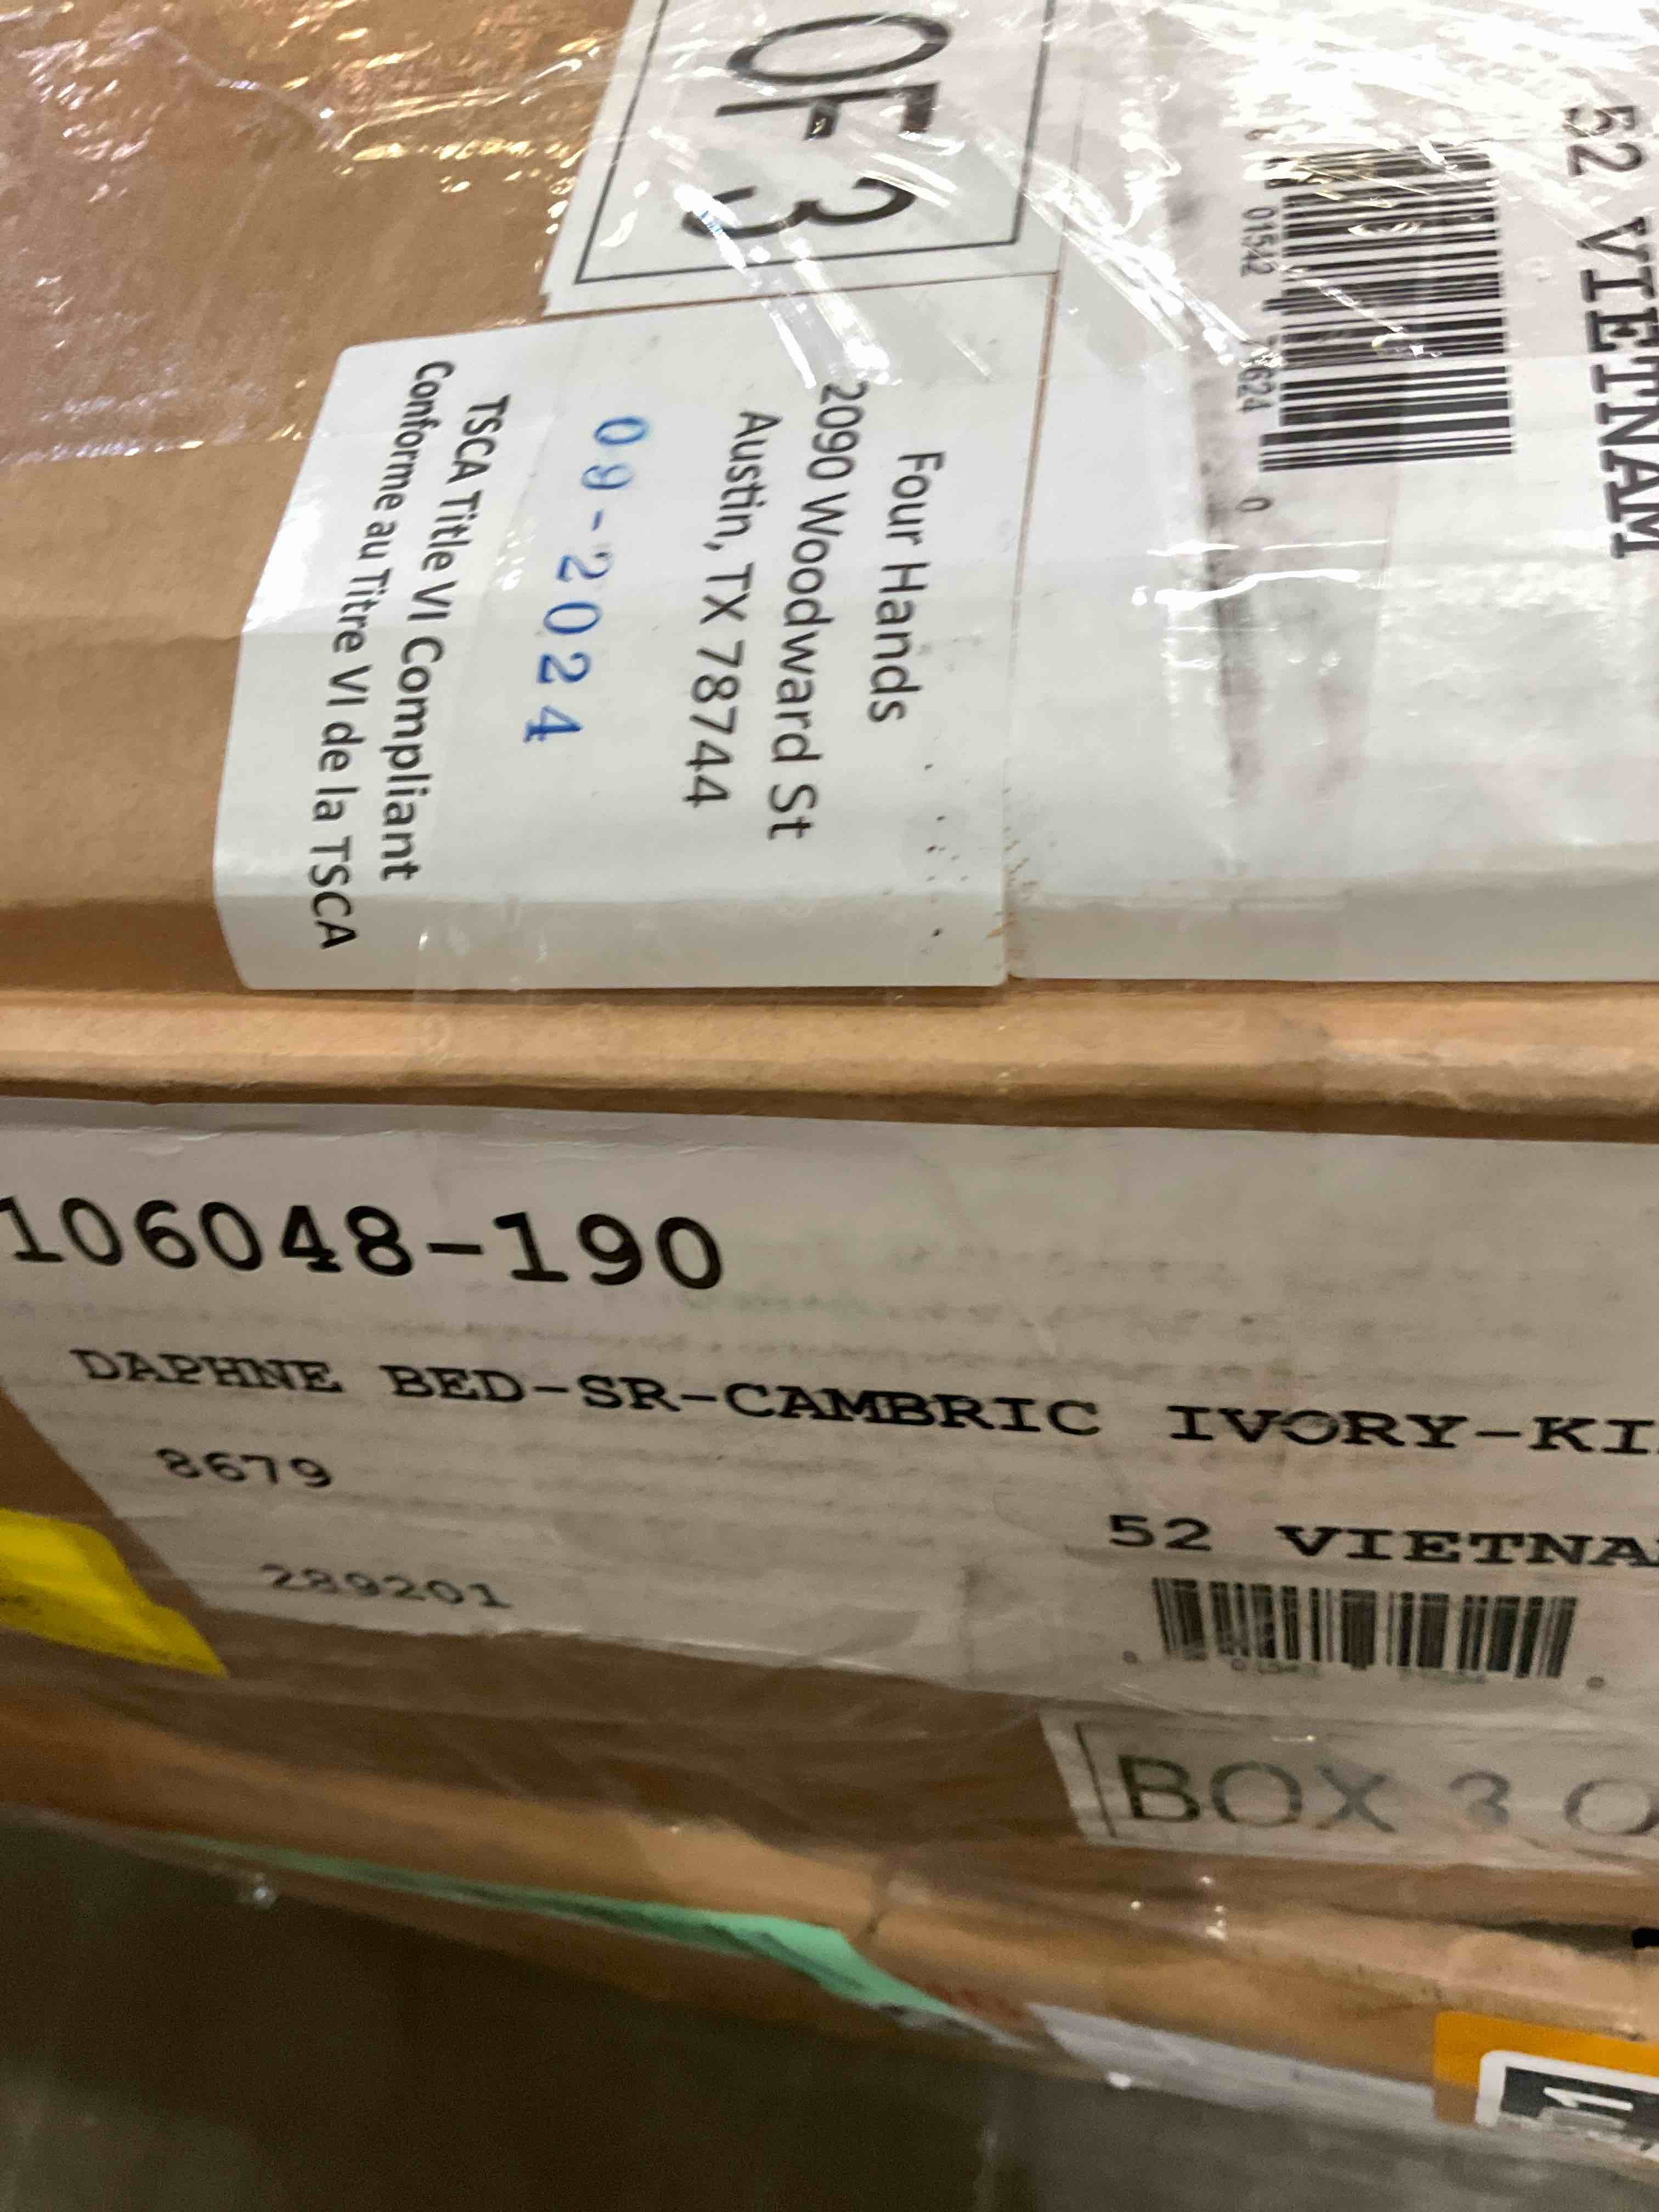 OF 3
52 VIETNAM
0
Four Hands
2090 Woodward St
Austin, TX 78744
09-2024
TSCA Title VI Compliant
Conforme au Titre VI de la TSCA
106048-190
DAPHNE BED-SR-CAMBRIC IVORY-KI
8679
52 VIETNA
289201
BOX 3 O